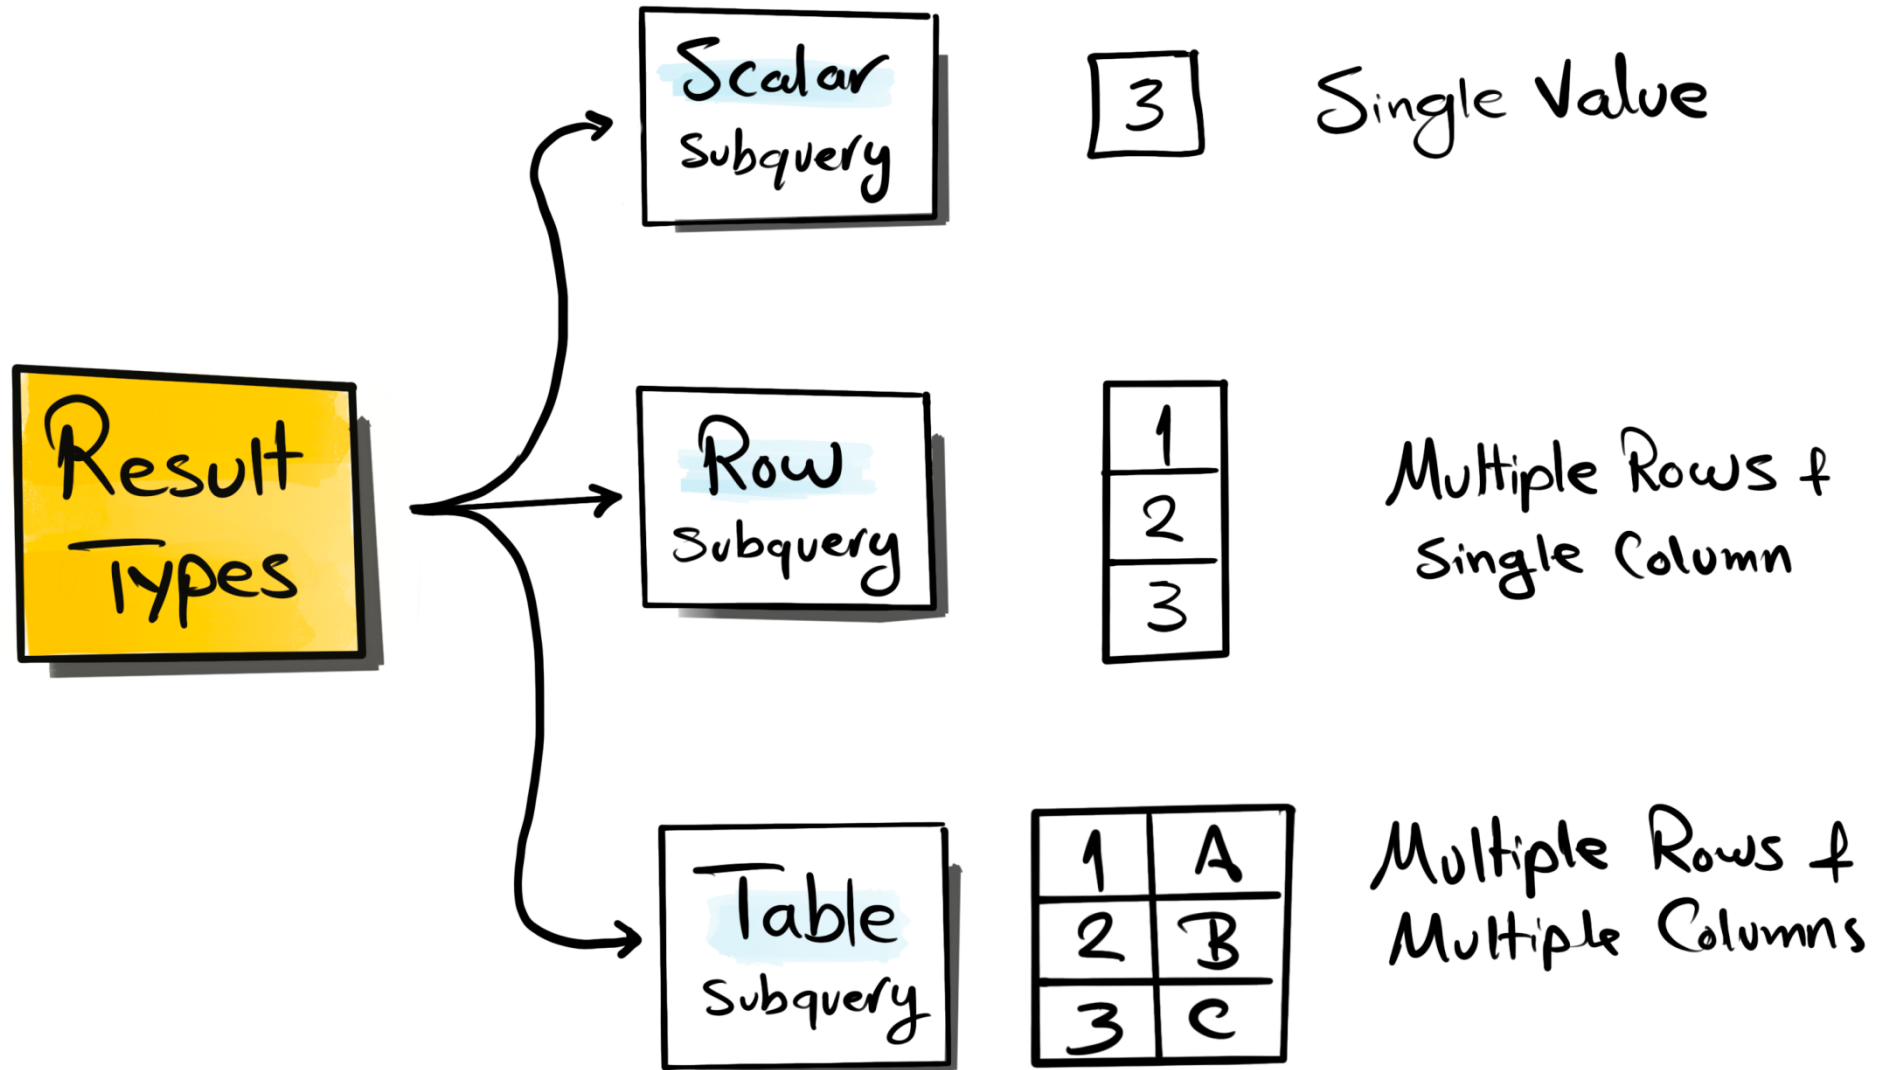 Result
Types
Scalar
Subquery
3
Single Value
Row
Subquery
1
2
3
Multiple Rows &
Single Column
Table
Subquery
1 A
2 B
3 C
Multiple Rows &
Multiple Columns